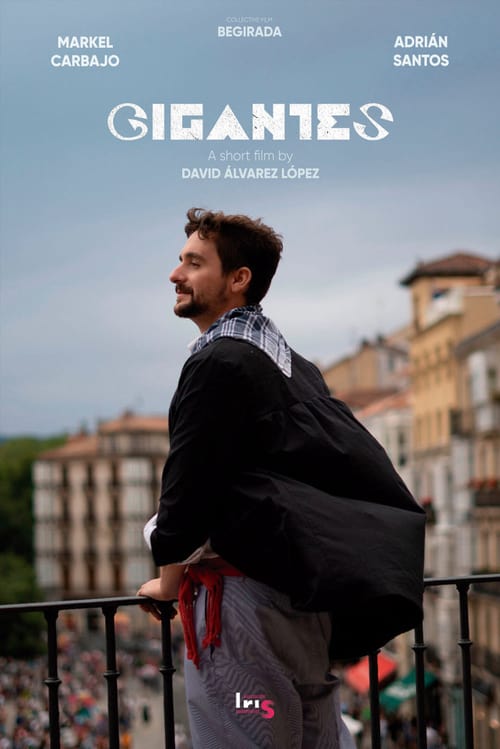 COLLECTIVE FILM
BEGIRADA
MARKEL
CARBAJO
ADRIÁN
SANTOS
GIGANTES
A short film by
DAVID ÁLVAREZ LÓPEZ
IriS